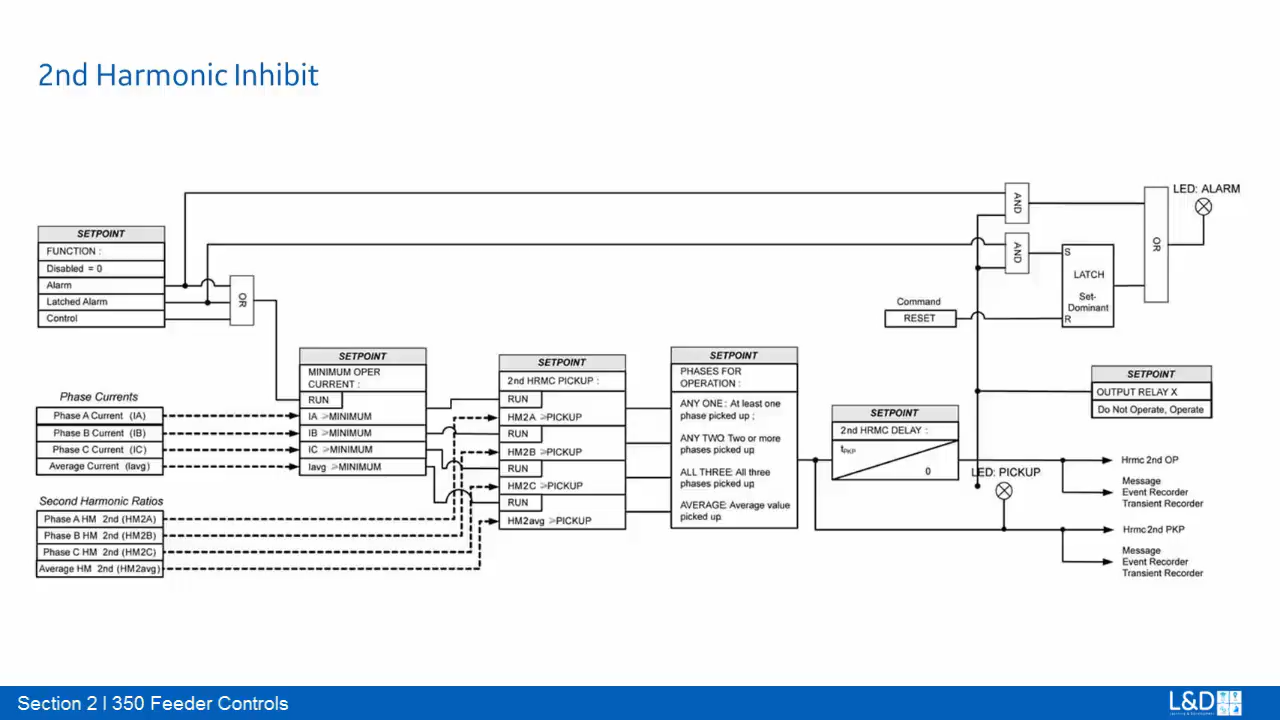 2nd Harmonic Inhibit
LED: ALARM
AND
SETPOINT
FUNCTION :
Disabled = 0
Alarm
Latched Alarm
Control
OR
AND
S
LATCH
Set-
Dominant
R
OR
Command
RESET
SETPOINT
MINIMUM OPER
CURRENT :
RUN
IA ≥MINIMUM
IB ≥MINIMUM
IC ≥MINIMUM
Iavg ≥MINIMUM
SETPOINT
2nd HRMC PICKUP :
RUN
HM2A ≥PICKUP
RUN
HM2B ≥PICKUP
RUN
HM2C ≥PICKUP
RUN
HM2avg ≥PICKUP
SETPOINT
PHASES FOR
OPERATION :
ANY ONE : At least one
phase picked up ;
ANY TWO: Two or more
phases picked up
ALL THREE: All three
phases picked up
AVERAGE: Average value
picked up
SETPOINT
OUTPUT RELAY X
Do Not Operate, Operate
Phase Currents
Phase A Current (IA)
Phase B Current (IB)
Phase C Current (IC)
Average Current (Iavg)
SETPOINT
2nd HRMC DELAY :
tPKP
0
LED: PICKUP
Hrmc 2nd OP
Message
Event Recorder
Transient Recorder
Second Harmonic Ratios
Phase A HM 2nd (HM2A)
Phase B HM 2nd (HM2B)
Phase C HM 2nd (HM2C)
Average HM 2nd (HM2avg)
Hrmc 2nd PKP
Message
Event Recorder
Transient Recorder
Section 2 | 350 Feeder Controls
L&D